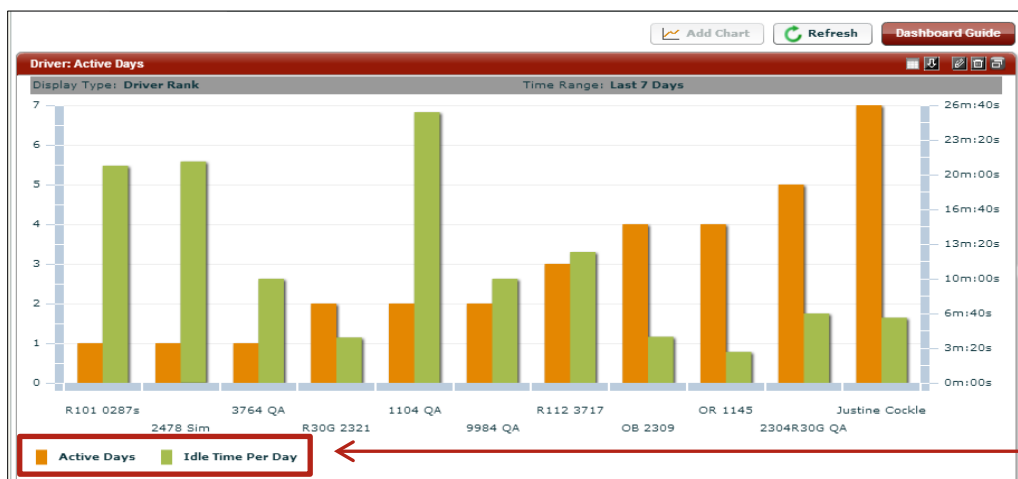 Add Chart Refresh Dashboard Guide
Driver: Active Days
Display Type: Driver Rank Time Range: Last 7 Days
7 26m:40s
6 23m:20s
5 20m:00s
4 16m:40s
3 13m:20s
2 10m:00s
1 6m:40s
0 3m:20s
0m:00s
R101 0287s 3764 QA 1104 QA R112 3717 OR 1145 Justine Cockle
2478 Sim R30G 2321 9984 QA OB 2309 2304R30G QA
Active Days Idle Time Per Day